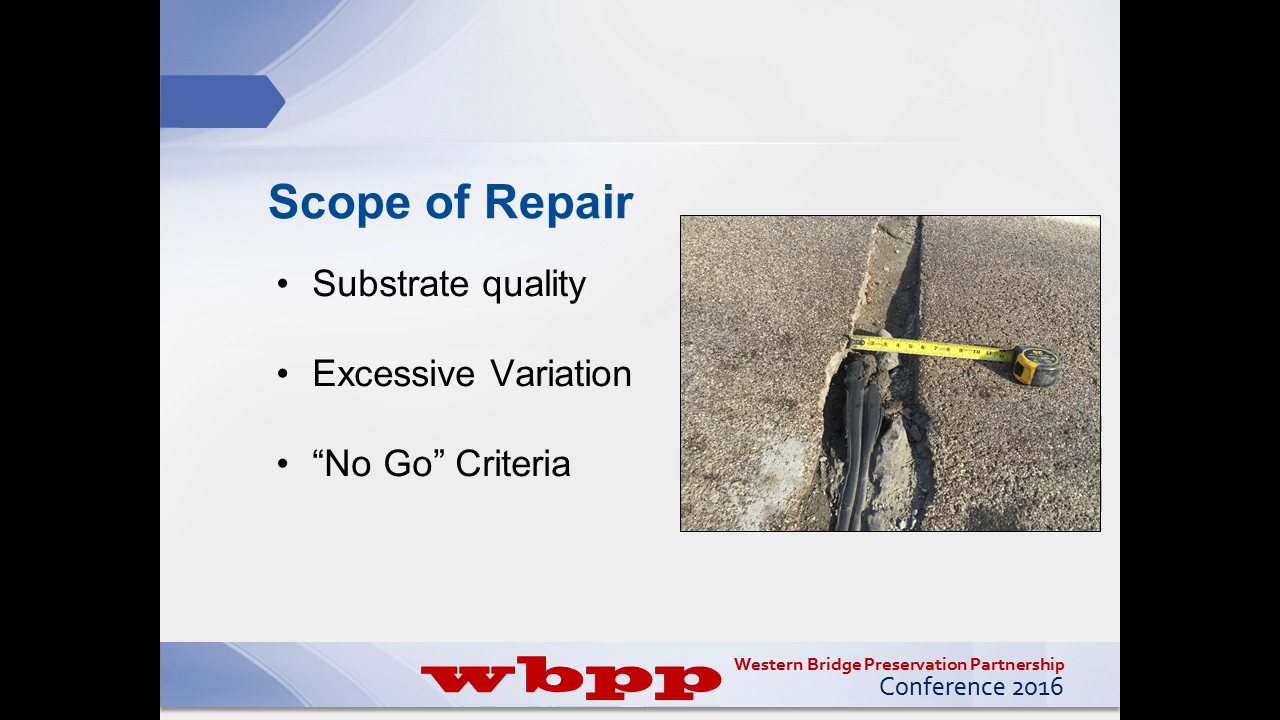 Scope of Repair
• Substrate quality
• Excessive Variation
• “No Go” Criteria
wbpp
Western Bridge Preservation Partnership
Conference 2016